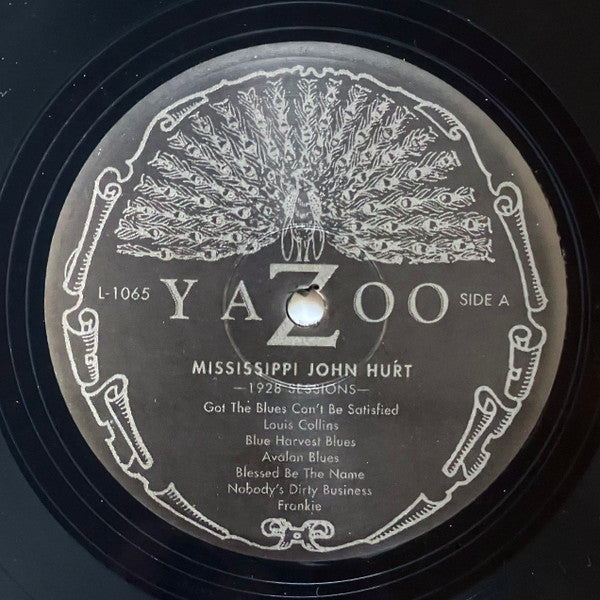 L-1065 YAZOO SIDE A
MISSISSIPPI JOHN HURT
—1928 SESSIONS—
Got The Blues Can't Be Satisfied
Louis Collins
Blue Harvest Blues
Avalan Blues
Blessed Be The Name
Nobody's Dirty Business
Frankie